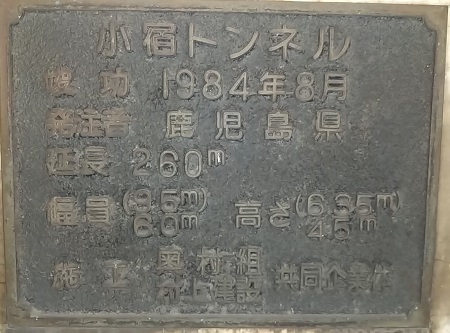 小宿トンネル
竣功 1984年8月
発注者 鹿児島県
延長 260m
幅員 (9.5m) 6.0m 高さ (6.35m) 4.5m
施工 奥村組 共同企業体
建設